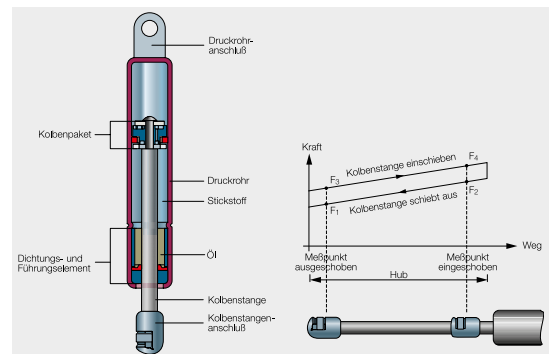 Druckrohr-
anschluß
Kolbenpaket
Druckrohr
Stickstoff
Dichtungs- und
Führungselement
Öl
Kolbenstange
Kolbenstangen-
anschluß
Kraft
Kolbenstange einschieben
F4
F3
Kolbenstange schiebt aus
F2
F1
Weg
Meßpunkt
ausgeschoben
Meßpunkt
eingeschoben
Hub